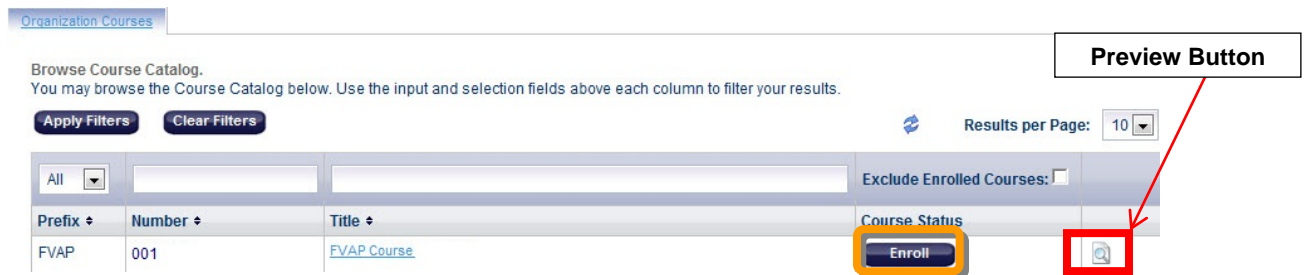 Organization Courses
Preview Button
Browse Course Catalog.
You may browse the Course Catalog below. Use the input and selection fields above each column to filter your results.
Apply Filters Clear Filters Results per Page: 10
All Exclude Enrolled Courses:
Prefix Number Title Course Status
FVAP 001 FVAP Course Enroll